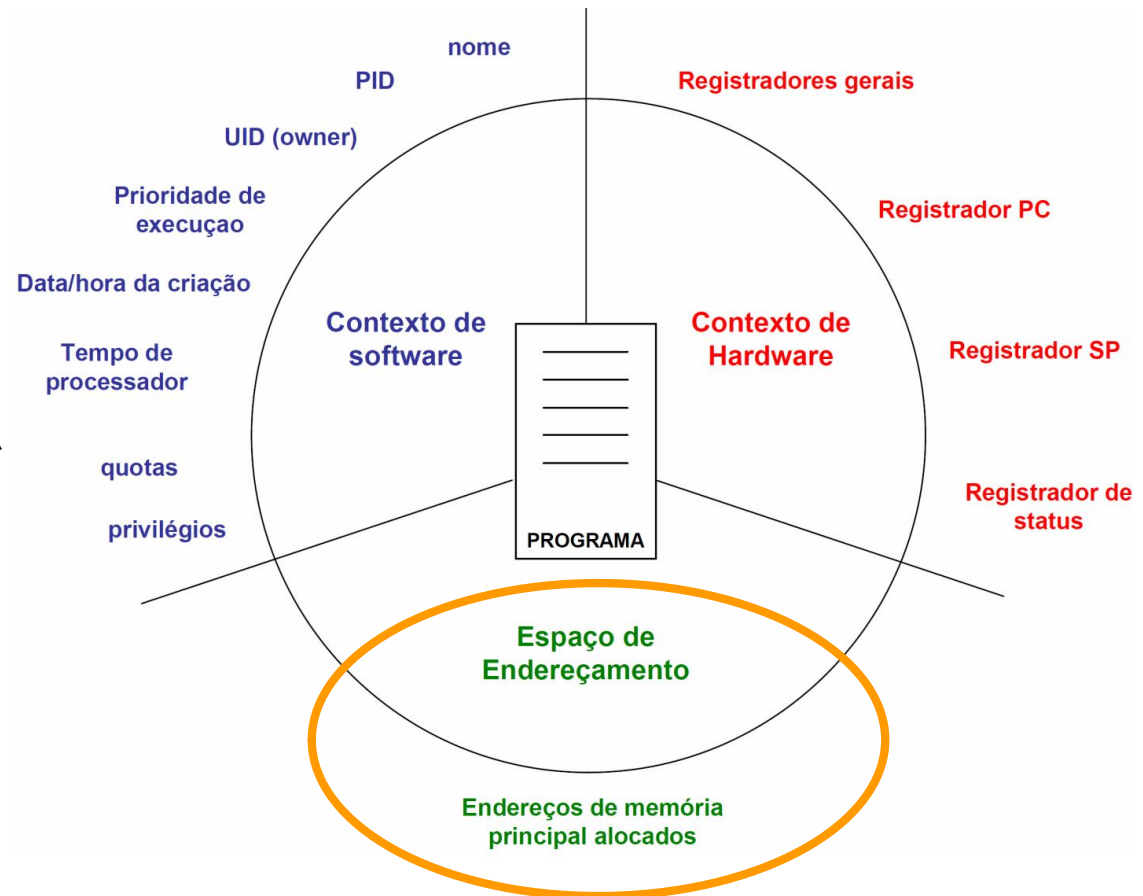 nome
PID
UID (owner)
Prioridade de
execuçao
Data/hora da criação
Tempo de
processador
quotas
privilégios
Contexto de
software
Registradores gerais
Registrador PC
Registrador SP
Registrador de
status
Contexto de
Hardware
PROGRAMA
Espaço de
Endereçamento
Endereços de memória
principal alocados